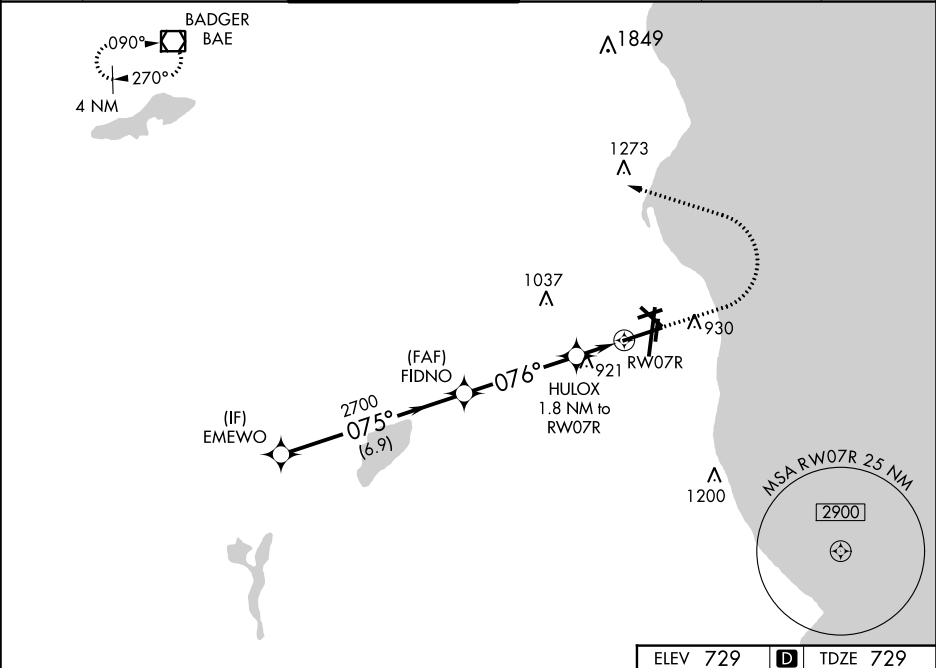 BADGER
BAE
090°
270°
4 NM
1849
1273
1037
930
(FAF)
FIDNO
076°
921
RW07R
HULOX
1.8 NM to
RW07R
(IF)
EMEWO
2700
075°
(6.9)
1200
MSA RW07R 25 NM
2900
ELEV 729 D TDZE 729